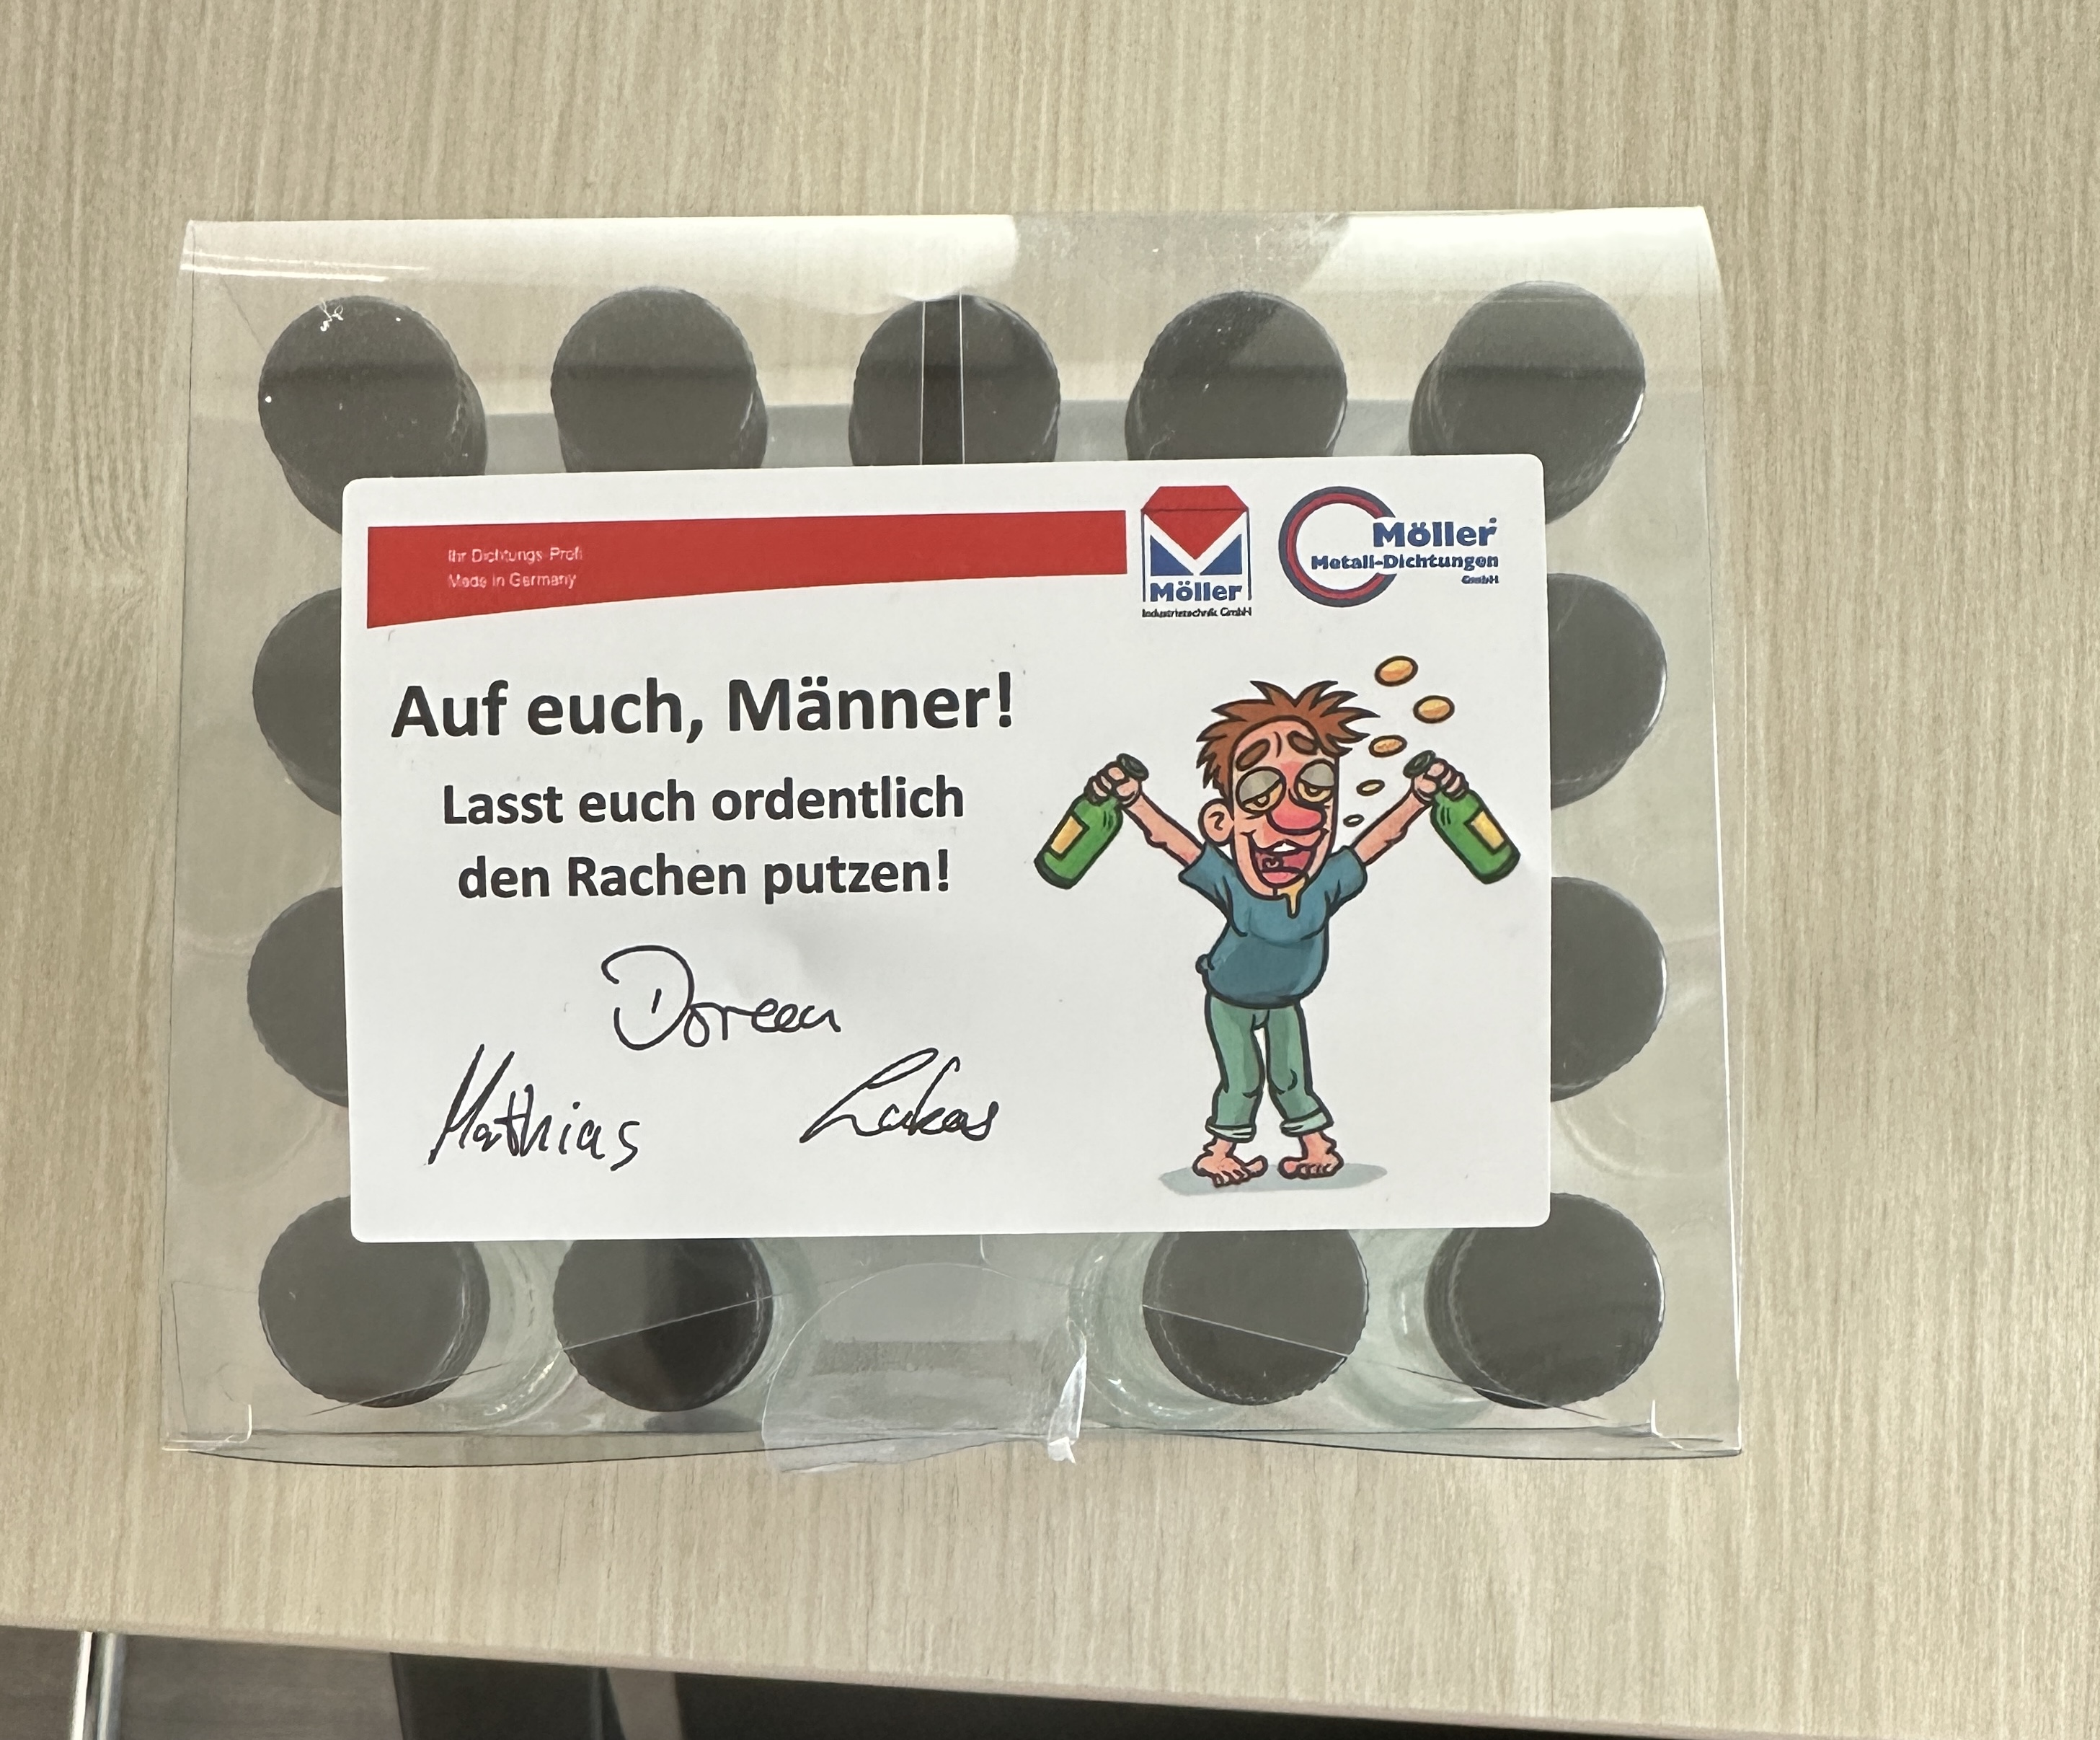 Ihr Dichtungs-Profi
Made in Germany
Möller
Industrietechnik GmbH
Möller
Metall-Dichtungen
GmbH
Auf euch, Männer!
Lasst euch ordentlich
den Rachen putzen!
Doreen
Matthias
Lukas